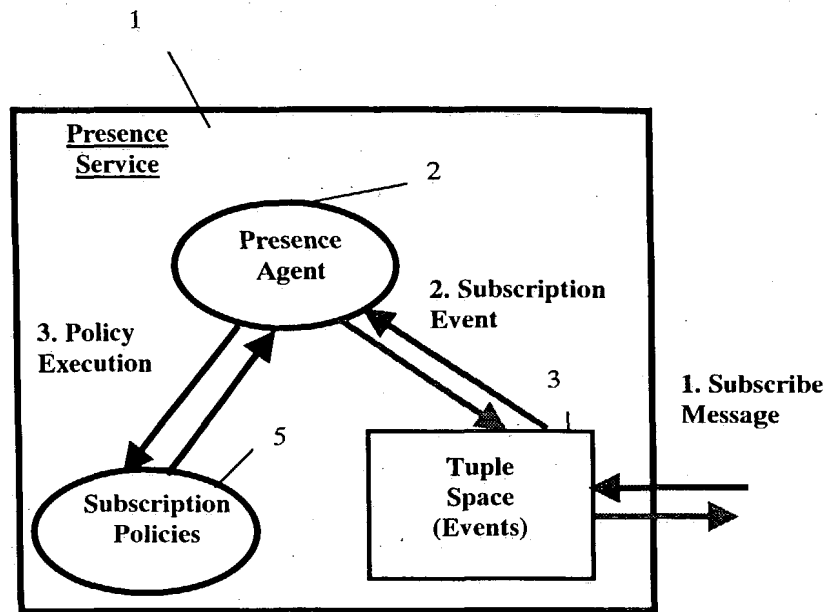 1
Presence
Service
2
Presence
Agent
2. Subscription
Event
3. Policy
Execution
3
1. Subscribe
Message
5
Tuple
Space
(Events)
Subscription
Policies